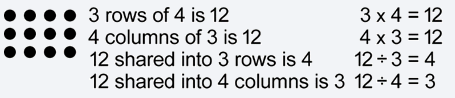 3 rows of 4 is 12 3 x 4 = 12
4 columns of 3 is 12 4 x 3 = 12
12 shared into 3 rows is 4 12 ÷ 3 = 4
12 shared into 4 columns is 3 12 ÷ 4 = 3